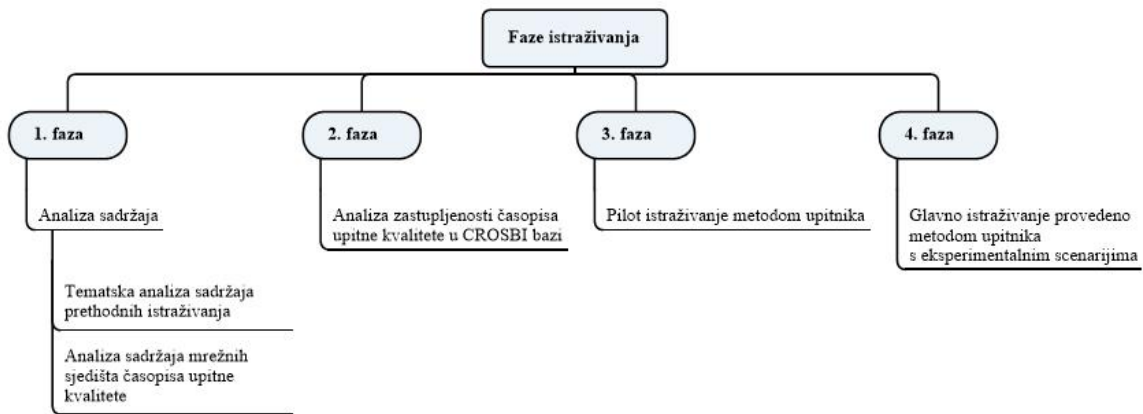 Faze istraživanja
1. faza
Analiza sadržaja
Tematska analiza sadržaja
prethodnih istraživanja
Analiza sadržaja mrežnih
sjedišta časopisa upitne
kvalitete
2. faza
Analiza zastupljenosti časopisa
upitne kvalitete u CROSBI bazi
3. faza
Pilot istraživanje metodom upitnika
4. faza
Glavno istraživanje provedeno
metodom upitnika
s eksperimentalnim scenarijima